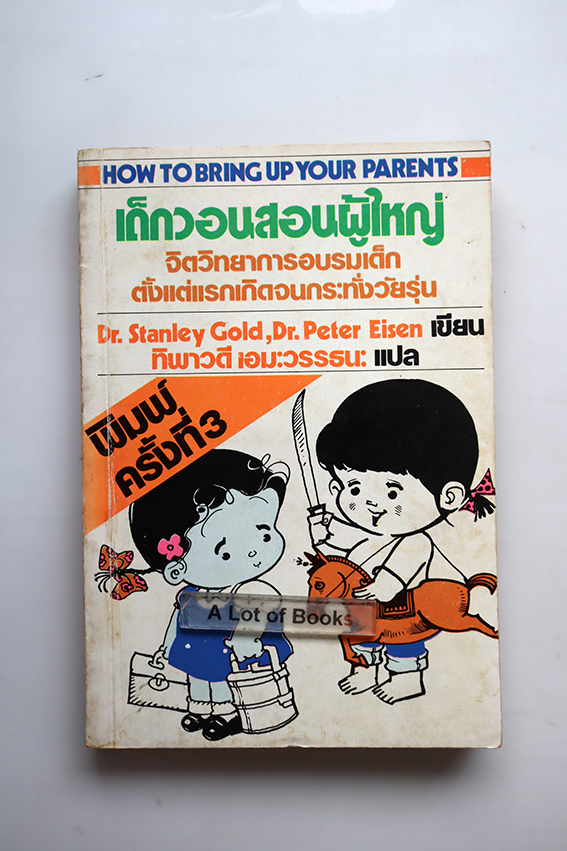 HOW TO BRING UP YOUR PARENTS
เด็กวอนสอนผู้ใหญ่
จิตวิทยาการอบรมเด็ก
ตั้งแต่แรกเกิดจนกระทั่งวัยรุ่น
Dr. Stanley Gold, Dr. Peter Eisen เขียน
ทิพาวดี เอมะวรรธนะ แปล
พิมพ์
ครั้งที่ 3
A Lot of Books